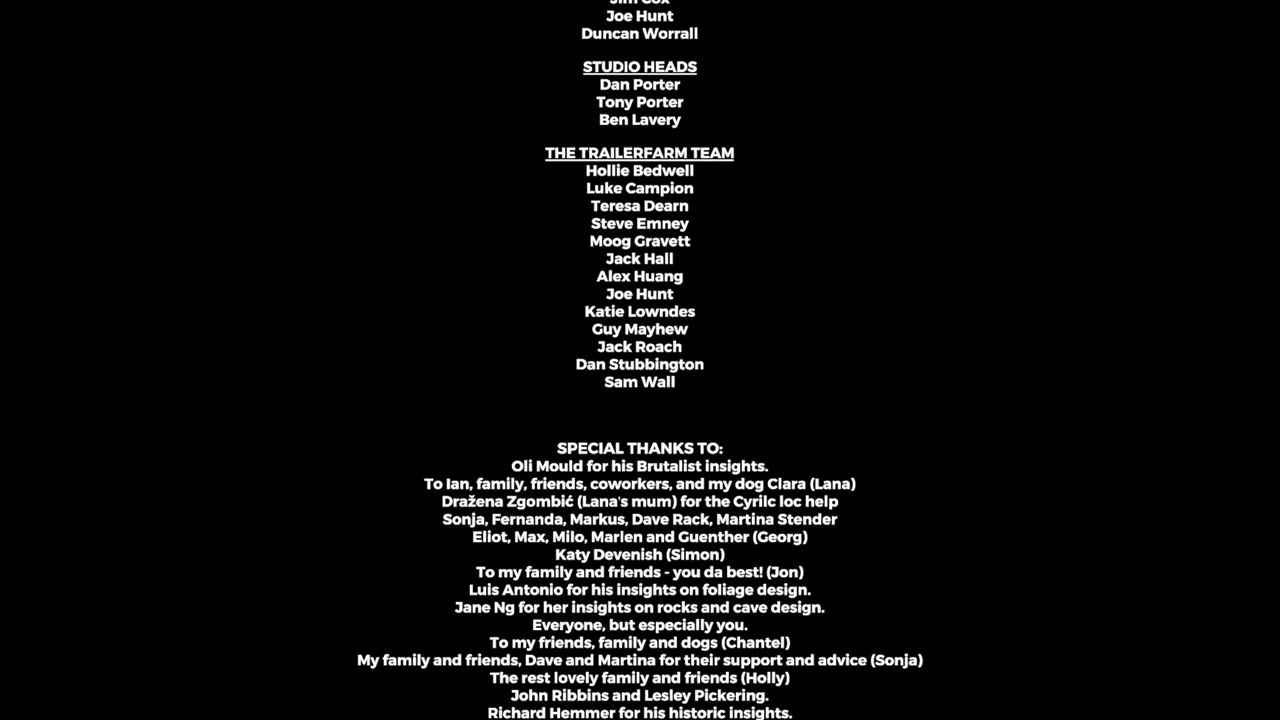 Jim Cox
Joe Hunt
Duncan Worrall
STUDIO HEADS
Dan Porter
Tony Porter
Ben Lavery
THE TRAILERFARM TEAM
Hollie Bedwell
Luke Campion
Teresa Dearn
Steve Emney
Moog Gravett
Jack Hall
Alex Huang
Joe Hunt
Katie Lowndes
Guy Mayhew
Jack Roach
Dan Stubbington
Sam Wall
SPECIAL THANKS TO:
Oli Mould for his Brutalist insights.
To Ian, family, friends, coworkers, and my dog Clara (Lana)
Dražena Zgombić (Lana's mum) for the Cyrilc loc help
Sonja, Fernanda, Markus, Dave Rack, Martina Stender
Eliot, Max, Milo, Marlen and Guenther (Georg)
Katy Devenish (Simon)
To my family and friends - you da best! (Jon)
Luis Antonio for his insights on foliage design.
Jane Ng for her insights on rocks and cave design.
Everyone, but especially you.
To my friends, family and dogs (Chantel)
My family and friends, Dave and Martina for their support and advice (Sonja)
The rest lovely family and friends (Holly)
John Ribbins and Lesley Pickering.
Richard Hemmer for his historic insights.